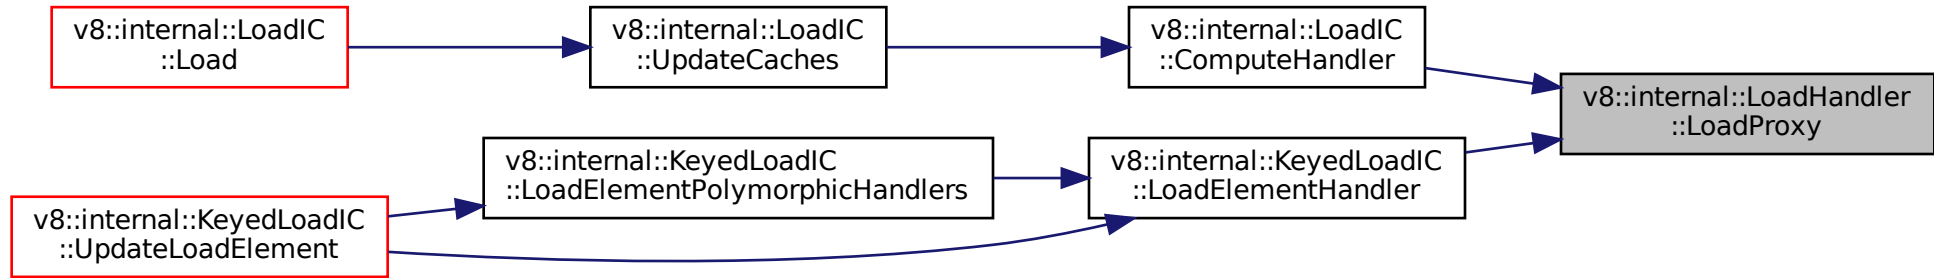 v8::internal::LoadIC
::Load
v8::internal::LoadIC
::UpdateCaches
v8::internal::LoadIC
::ComputeHandler
v8::internal::LoadHandler
::LoadProxy
v8::internal::KeyedLoadIC
::LoadElementPolymorphicHandlers
v8::internal::KeyedLoadIC
::LoadElementHandler
v8::internal::KeyedLoadIC
::UpdateLoadElement